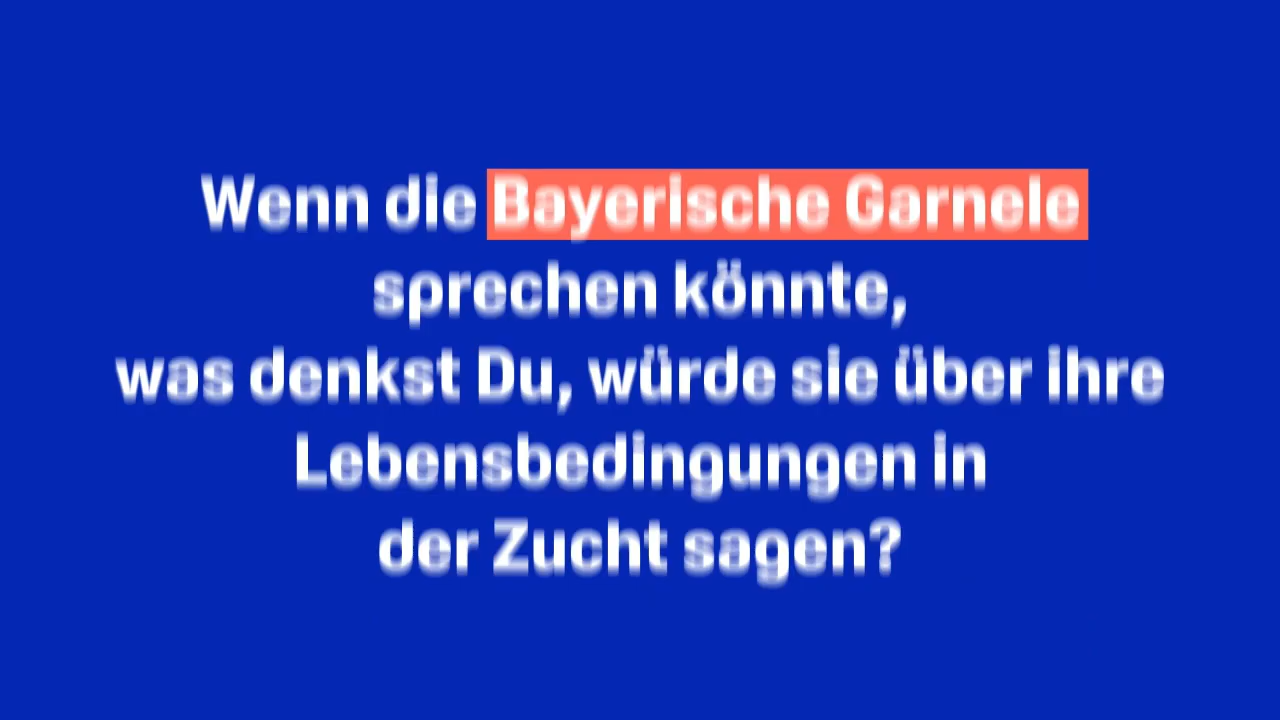 Wenn die Bayerische Garnele
sprechen könnte,
was denkst Du, würde sie über ihre
Lebensbedingungen in
der Zucht sagen?